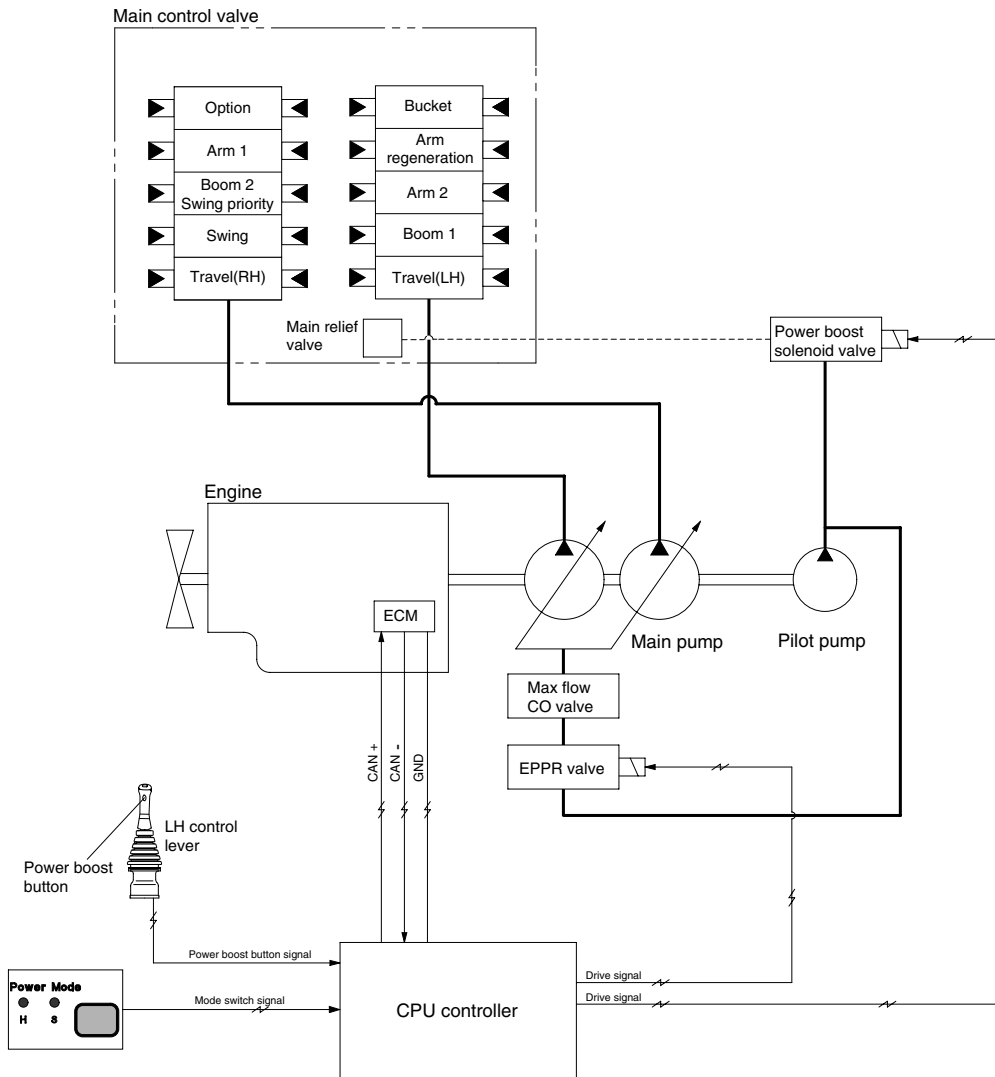 Main control valve
Option
Arm 1
Boom 2
Swing priority
Swing
Travel(RH)
Bucket
Arm
regeneration
Arm 2
Boom 1
Travel(LH)
Main relief
valve
Power boost
solenoid valve
Engine
ECM
Main pump
Pilot pump
Max flow
CO valve
EPPR valve
CAN +
CAN -
GND
LH control
lever
Power boost
button
Power boost button signal
Mode switch signal
Power Mode
H S
CPU controller
Drive signal
Drive signal